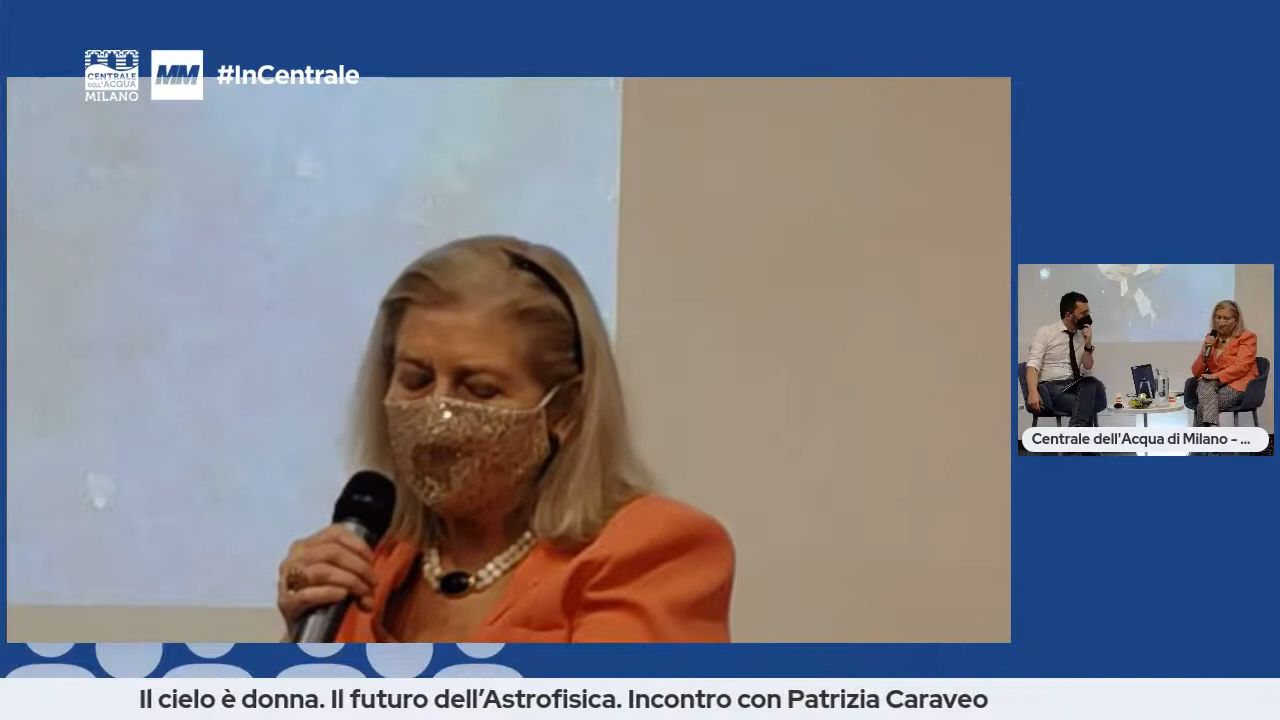 CENTRALE
DELL'ACQUA
MILANO
MM
#InCentrale
Centrale dell'Acqua di Milano - ...
Il cielo è donna. Il futuro dell’Astrofisica. Incontro con Patrizia Caraveo